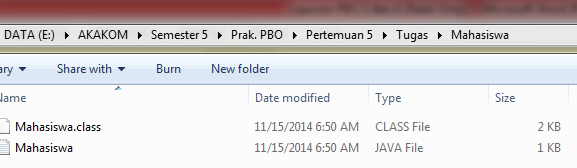 DATA (E:) AKAKOM Semester 5 Prak. PBO Pertemuan 5 Tugas Mahasiswa
Share with Burn New folder
Name Date modified Type Size
Mahasiswa.class 11/15/2014 6:50 AM CLASS File 2 KB
Mahasiswa 11/15/2014 6:50 AM JAVA File 1 KB